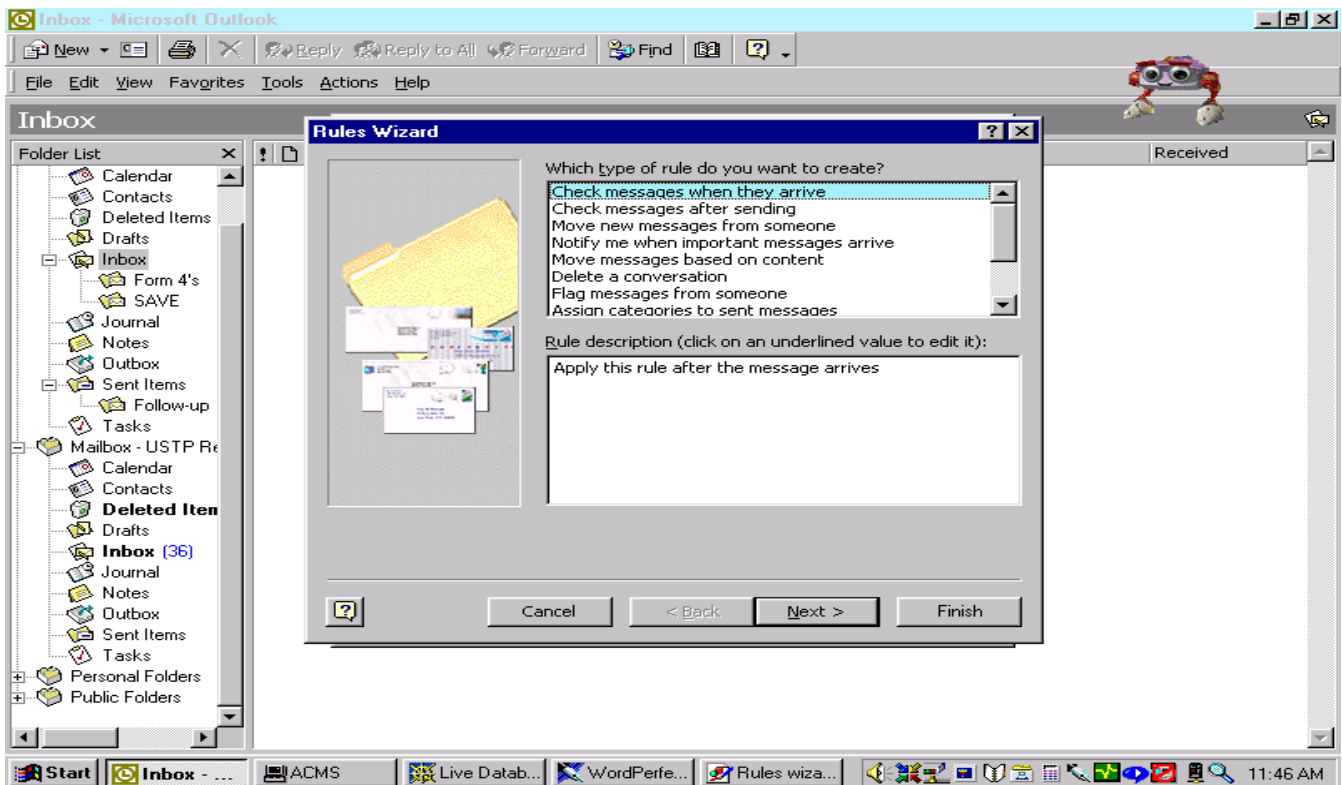 Inbox - Microsoft Outlook
New Reply Reply to All Forward Find
File Edit View Favorites Tools Actions Help
Inbox
Folder List
Calendar
Contacts
Deleted Items
Drafts
Inbox
Form 4's
SAVE
Journal
Notes
Outbox
Sent Items
Follow-up
Tasks
Mailbox - USTP Re
Calendar
Contacts
Deleted Iten
Drafts
Inbox (36)
Journal
Notes
Outbox
Sent Items
Tasks
Personal Folders
Public Folders
Received
Rules Wizard
Which type of rule do you want to create?
Check messages when they arrive
Check messages after sending
Move new messages from someone
Notify me when important messages arrive
Move messages based on content
Delete a conversation
Flag messages from someone
Assign categories to sent messages
Rule description (click on an underlined value to edit it):
Apply this rule after the message arrives
Cancel < Back Next > Finish
Start Inbox - ... ACMS Live Datab... WordPerfe... Rules wiza... 11:46 AM